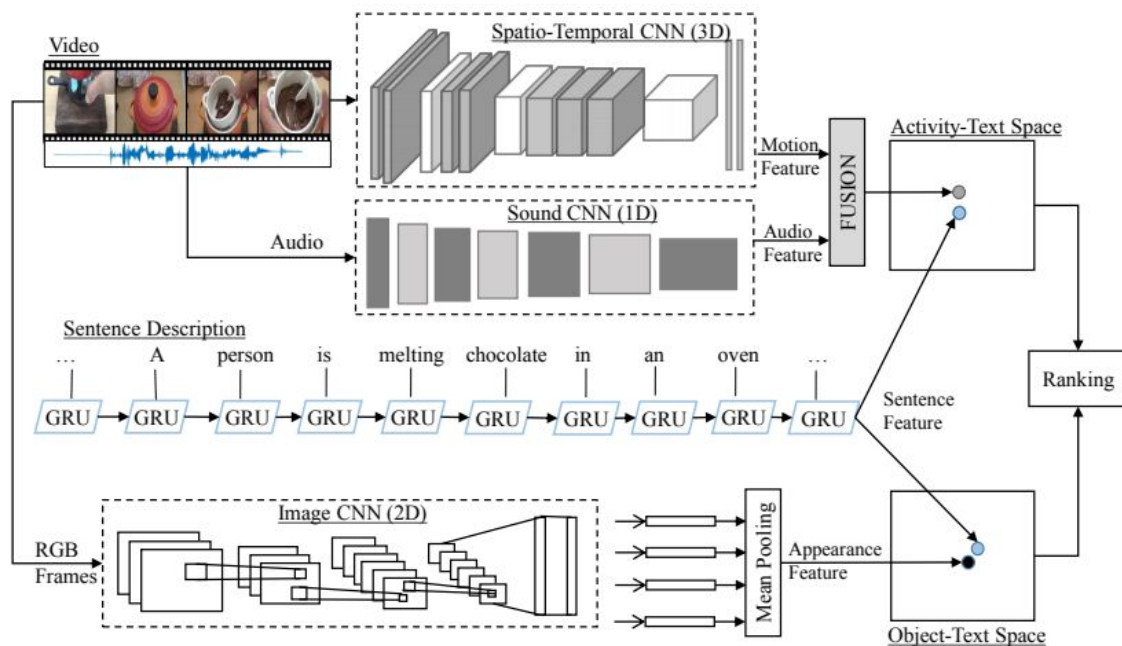 Video
Spatio-Temporal CNN (3D)
Motion
Feature
FUSION
Activity-Text Space
Audio
Sound CNN (1D)
Audio
Feature
Sentence Description
... A person is melting chocolate in an oven ...
GRU GRU GRU GRU GRU GRU GRU GRU GRU GRU
Sentence
Feature
Ranking
RGB
Frames
Image CNN (2D)
Mean Pooling
Appearance
Feature
Object-Text Space